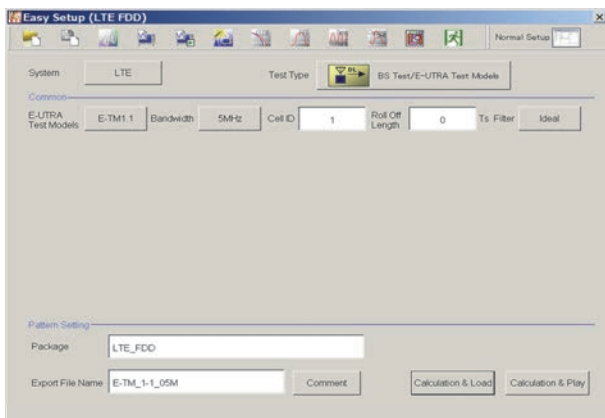 Easy Setup (LTE FDD)
Normal Setup
System LTE Test Type DL BS Test/E-UTRA Test Models
Common
E-UTRA Test Models E-TM1.1 Bandwidth 5MHz Cell ID 1 Roll Off Length 0 Ts Filter Ideal
Pattern Setting
Package LTE_FDD
Export File Name E-TM_1-1_05M Comment Calculation & Load Calculation & Play